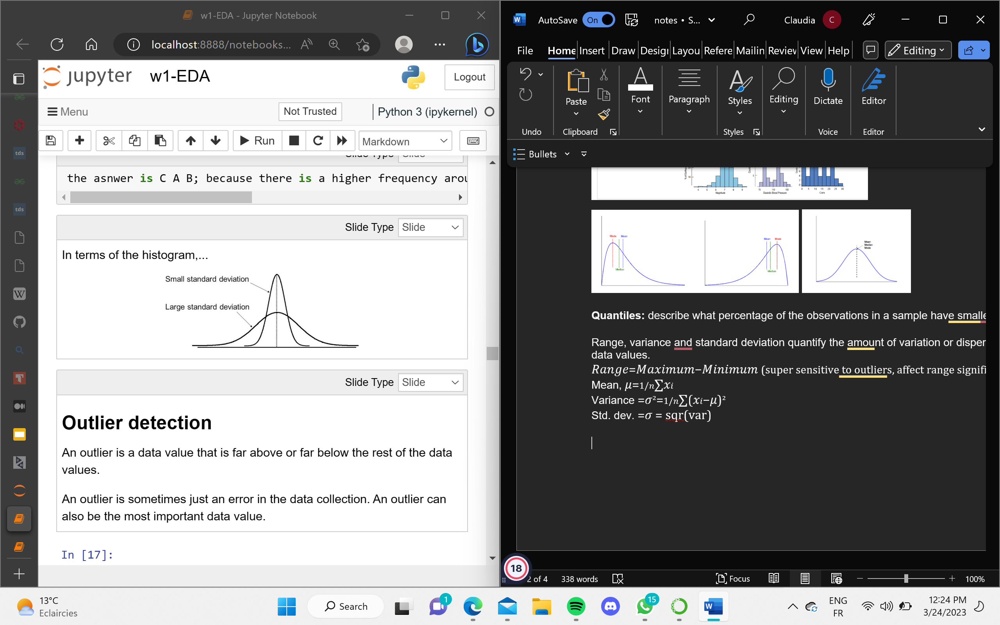 w1-EDA - Jupyter Notebook
localhost:8888/notebooks...
jupyter w1-EDA
Logout
Menu
Not Trusted
Python 3 (ipykernel)
Run
Markdown
the asnwer is C A B; because there is a higher frequency arou
Slide Type Slide
In terms of the histogram,...
Small standard deviation
Large standard deviation
Slide Type Slide
Outlier detection
An outlier is a data value that is far above or far below the rest of the data
values.
An outlier is sometimes just an error in the data collection. An outlier can
also be the most important data value.
In [17]:
tds
tds
W
AutoSave On notes • S... Claudia C
File Home Insert Draw Desig Layou Refere Mailin Review View Help
Editing
Paste
Font
Paragraph
Styles
Editing
Dictate
Editor
Undo Clipboard Styles Voice Editor
Bullets
Magnitude
Diastolic Blood Pressure
Cars
Mode Mean
Median
Mean Mode
Median
Mean
Median
Mode
Quantiles: describe what percentage of the observations in a sample have smalle
Range, variance and standard deviation quantify the amount of variation or disper
data values.
Range=Maximum−Minimum (super sensitive to outliers, affect range signifi
Mean, μ=1/n∑xi
Variance =σ²=1/n∑(xi−μ)²
Std. dev. =σ = sqr(var)
18
2 of 4 338 words Focus 100%
13°C
Eclaircies
Search
1
15
ENG
FR
12:24 PM
3/24/2023